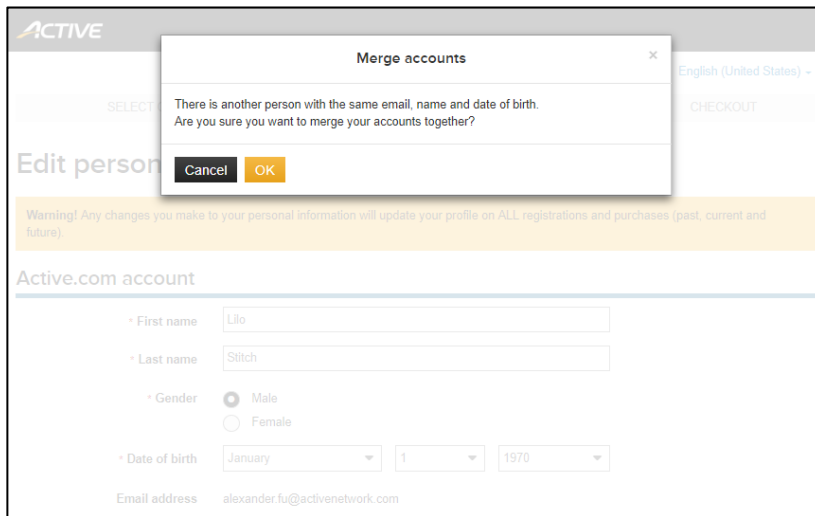 ACTIVE
Merge accounts ×
English (United States)
There is another person with the same email, name and date of birth.
Are you sure you want to merge your accounts together?
SELECT
CHECKOUT
Cancel OK
Edit person
Warning! Any changes you make to your personal information will update your profile on ALL registrations and purchases (past, current and
future).
Active.com account
* First name Lilo
* Last name Stitch
* Gender Male
Female
* Date of birth January 1 1970
Email address alexander.fu@activenetwork.com